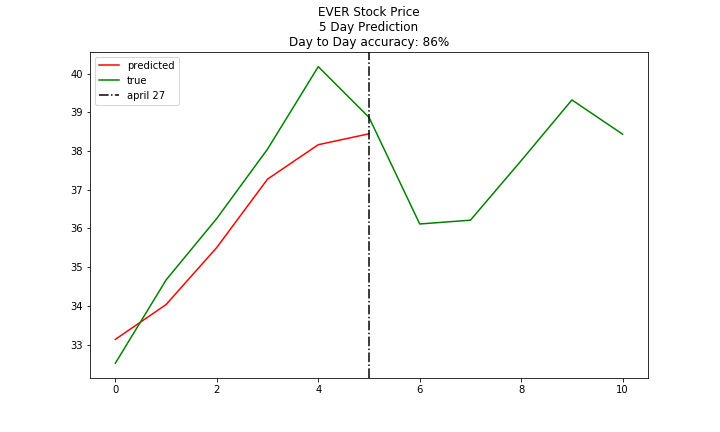 EVER Stock Price
5 Day Prediction
Day to Day accuracy: 86%
predicted
true
april 27
40
39
38
37
36
35
34
33
0 2 4 6 8 10